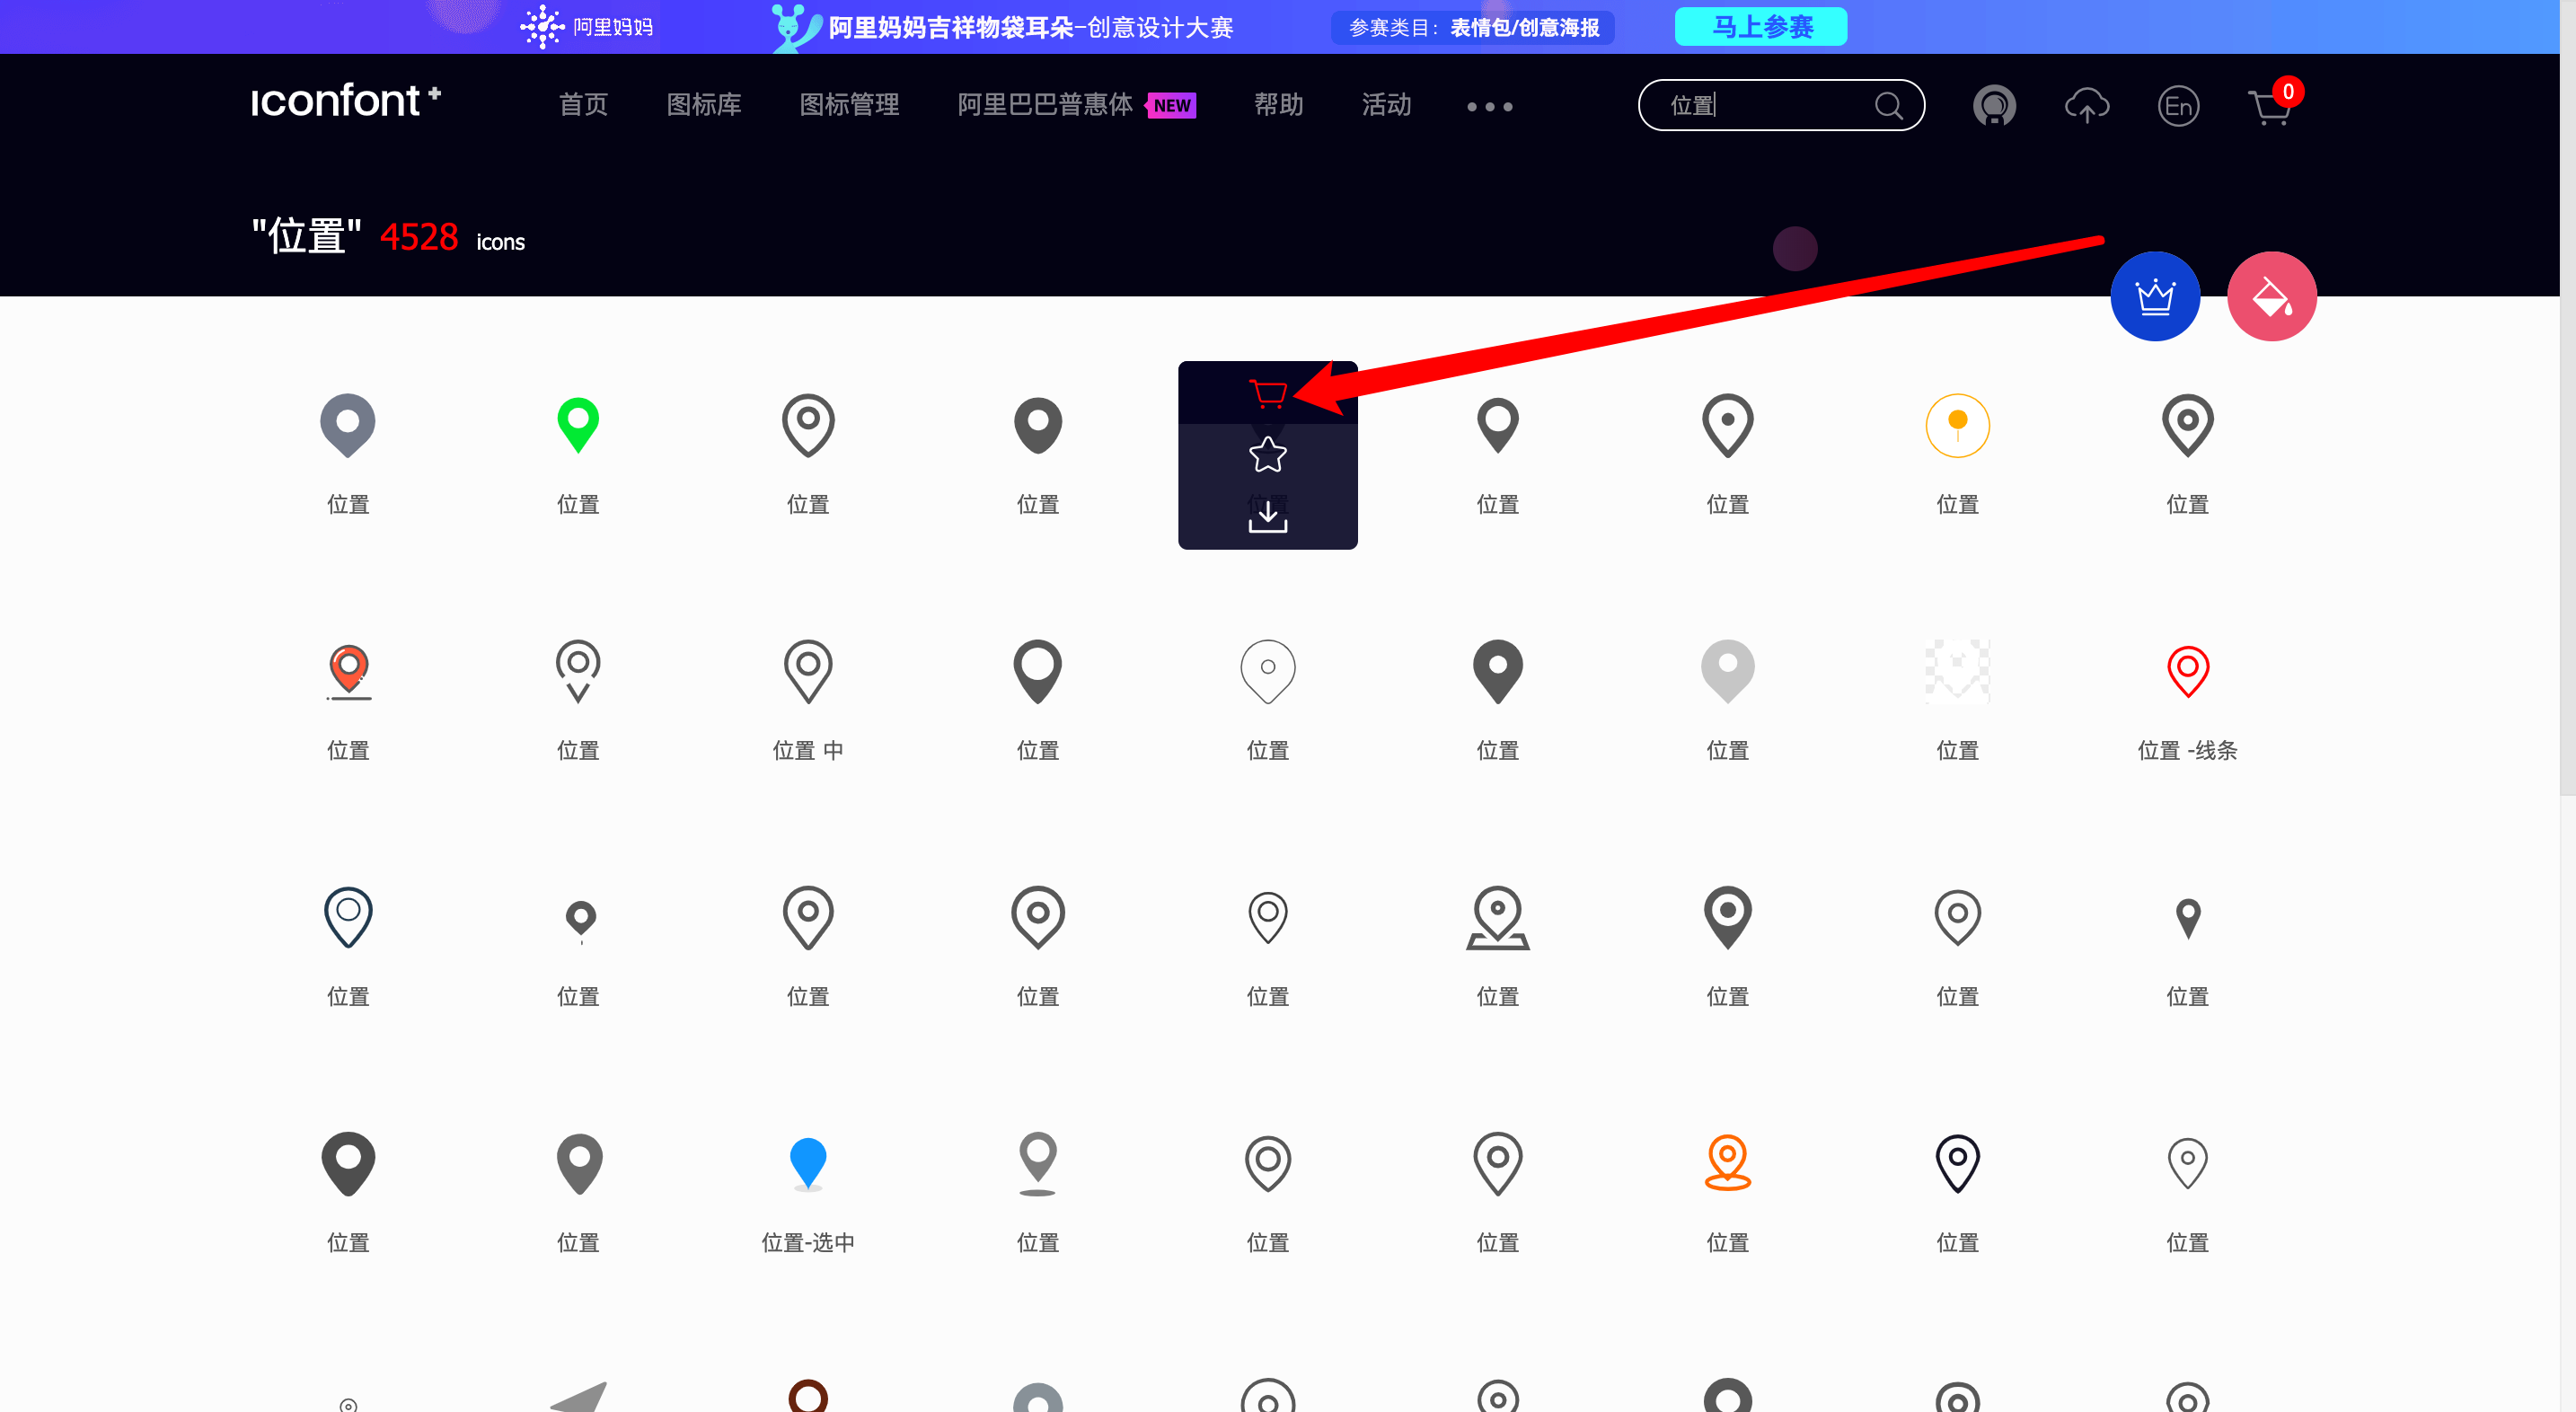 阿里妈妈 阿里妈妈吉祥物袋耳朵-创意设计大赛 参赛类目：表情包/创意海报 马上参赛
iconfont+ 首页 图标库 图标管理 阿里巴巴普惠体 NEW 帮助 活动 位置 En 0
"位置" 4528 icons
位置 位置 位置 位置 位置 位置 位置 位置 位置
位置 位置 位置 中 位置 位置 位置 位置 位置 位置 -线条
位置 位置 位置 位置 位置 位置 位置 位置 位置
位置 位置 位置-选中 位置 位置 位置 位置 位置 位置